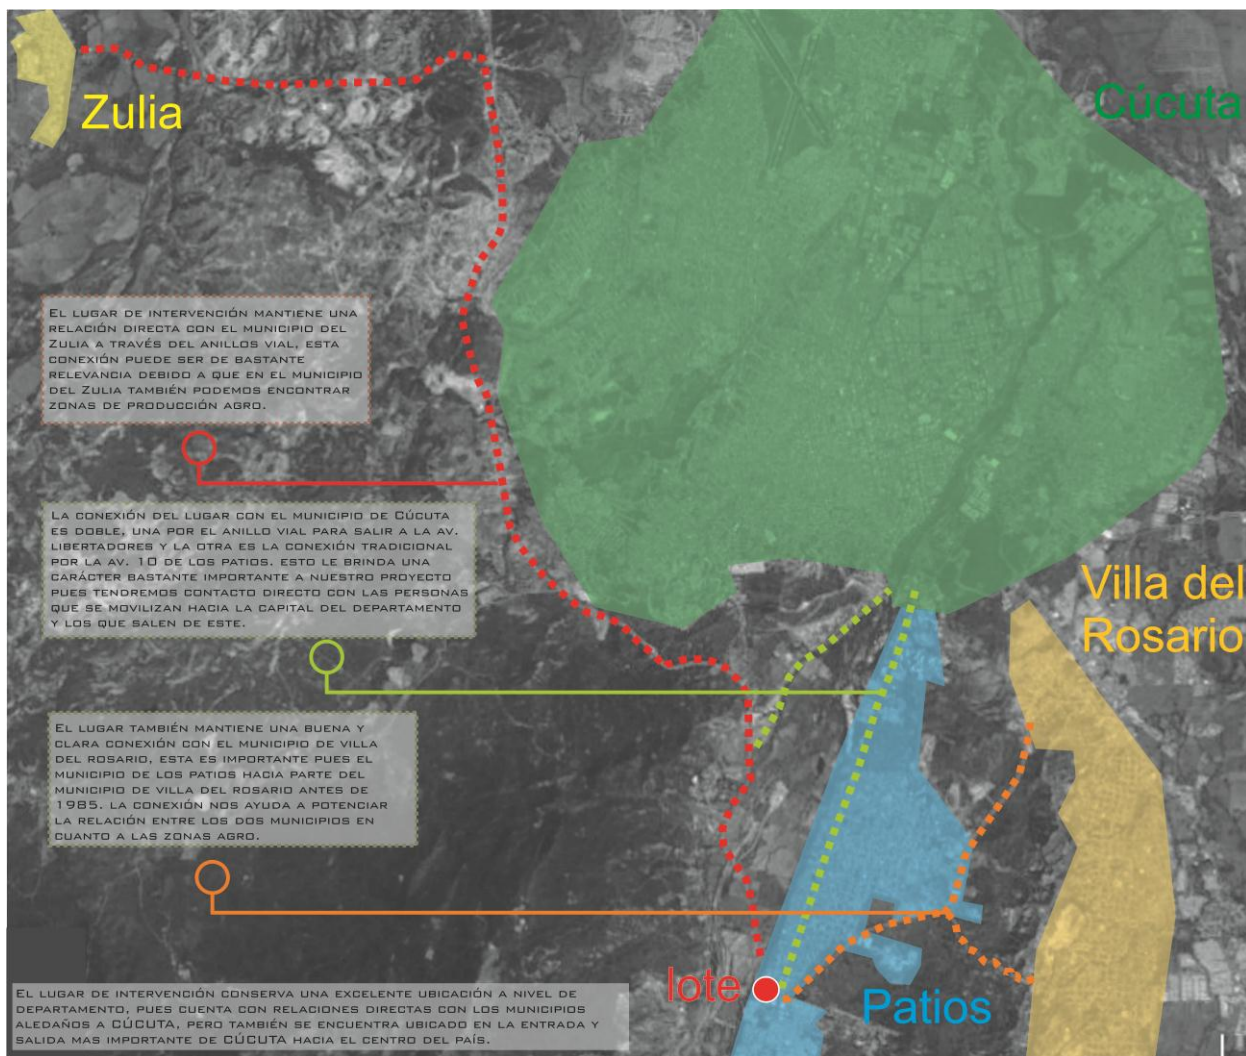 Zulia
Cúcuta
EL LUGAR DE INTERVENCIÓN MANTIENE UNA
RELACIÓN DIRECTA CON EL MUNICIPIO DEL
ZULIA A TRAVÉS DEL ANILLOS VIAL, ESTA
CONEXIÓN PUEDE SER DE BASTANTE
RELEVANCIA DEBIDO A QUE EN EL MUNICIPIO
DEL ZULIA TAMBIÉN PODEMOS ENCONTRAR
ZONAS DE PRODUCCIÓN AGRO.
LA CONEXIÓN DEL LUGAR CON EL MUNICIPIO DE CÚCUTA
ES DOBLE, UNA POR EL ANILLO VIAL PARA SALIR A LA AV.
LIBERTADORES Y LA OTRA ES LA CONEXIÓN TRADICIONAL
POR LA AV. 10 DE LOS PATIOS. ESTO LE BRINDA UNA
CARÁCTER BASTANTE IMPORTANTE A NUESTRO PROYECTO
PUES TENDREMOS CONTACTO DIRECTO CON LAS PERSONAS
QUE SE MOVILIZAN HACIA LA CAPITAL DEL DEPARTAMENTO
Y LOS QUE SALEN DE ESTE.
Villa del
Rosario
EL LUGAR TAMBIÉN MANTIENE UNA BUENA Y
CLARA CONEXIÓN CON EL MUNICIPIO DE VILLA
DEL ROSARIO, ESTA ES IMPORTANTE PUES EL
MUNICIPIO DE LOS PATIOS HACIA PARTE DEL
MUNICIPIO DE VILLA DEL ROSARIO ANTES DE
1985. LA CONEXIÓN NOS AYUDA A POTENCIAR
LA RELACIÓN ENTRE LOS DOS MUNICIPIOS EN
CUANTO A LAS ZONAS AGRO.
lote
Patios
EL LUGAR DE INTERVENCIÓN CONSERVA UNA EXCELENTE UBICACIÓN A NIVEL DE
DEPARTAMENTO, PUES CUENTA CON RELACIONES DIRECTAS CON LOS MUNICIPIOS
ALEDAÑOS A CÚCUTA, PERO TAMBIÉN SE ENCUENTRA UBICADO EN LA ENTRADA Y
SALIDA MAS IMPORTANTE DE CÚCUTA HACIA EL CENTRO DEL PAÍS.